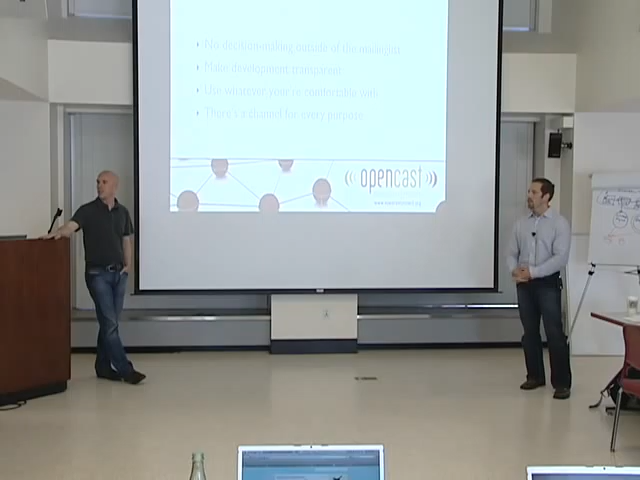 No decision-making outside of the mailinglist
Make development transparent
Use whatever you're comfortable with
There's a channel for every purpose
opencast